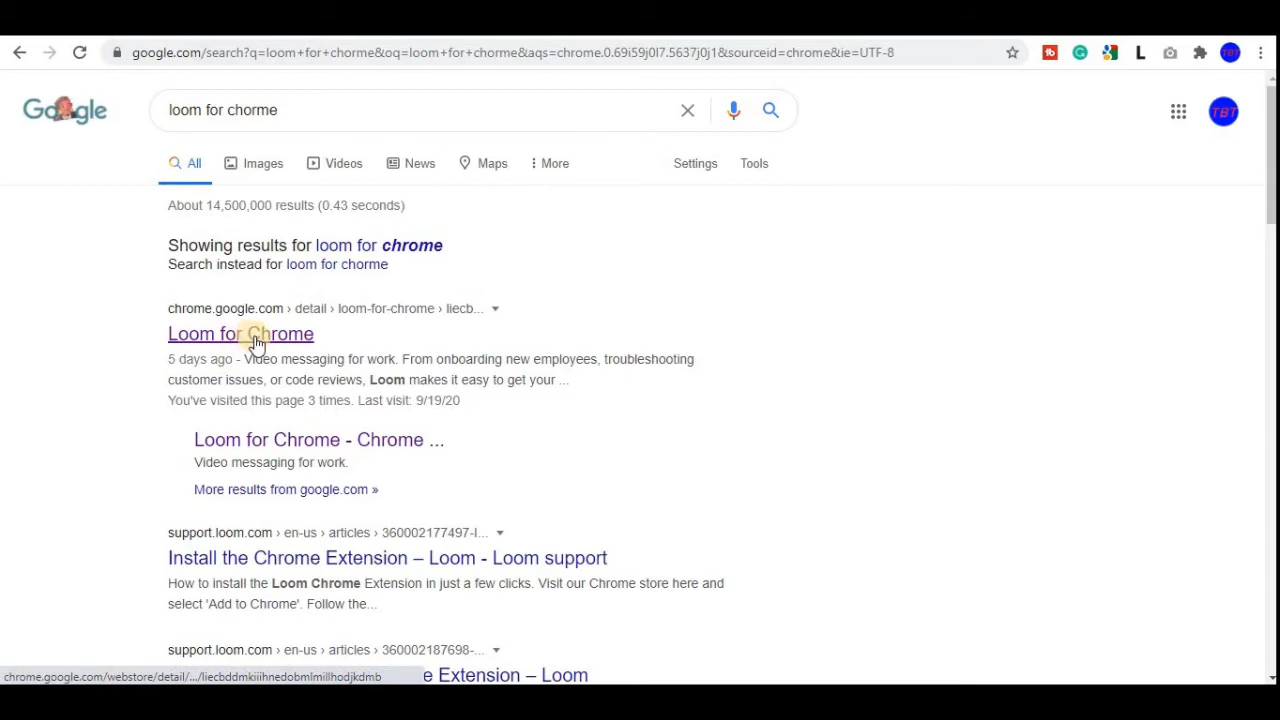 google.com/search?q=loom+for+chorme&oq=loom+for+chorme&aqs=chrome.0.69i59j0l7.5637j0j1&sourceid=chrome&ie=UTF-8
Google
loom for chorme
TBT
All
Images
Videos
News
Maps
More
Settings
Tools
About 14,500,000 results (0.43 seconds)
Showing results for loom for chrome
Search instead for loom for chorme
chrome.google.com › detail › loom-for-chrome › liecb...
Loom for Chrome
5 days ago - Video messaging for work. From onboarding new employees, troubleshooting
customer issues, or code reviews, Loom makes it easy to get your ...
You've visited this page 3 times. Last visit: 9/19/20
Loom for Chrome - Chrome ...
Video messaging for work.
More results from google.com »
support.loom.com › en-us › articles › 360002177497-I...
Install the Chrome Extension – Loom - Loom support
How to install the Loom Chrome Extension in just a few clicks. Visit our Chrome store here and
select 'Add to Chrome'. Follow the...
support.loom.com › en-us › articles › 360002187698-...
e Extension – Loom
chrome.google.com/webstore/detail/.../liecbddmkiiihnedobmlmillhodjkdmb